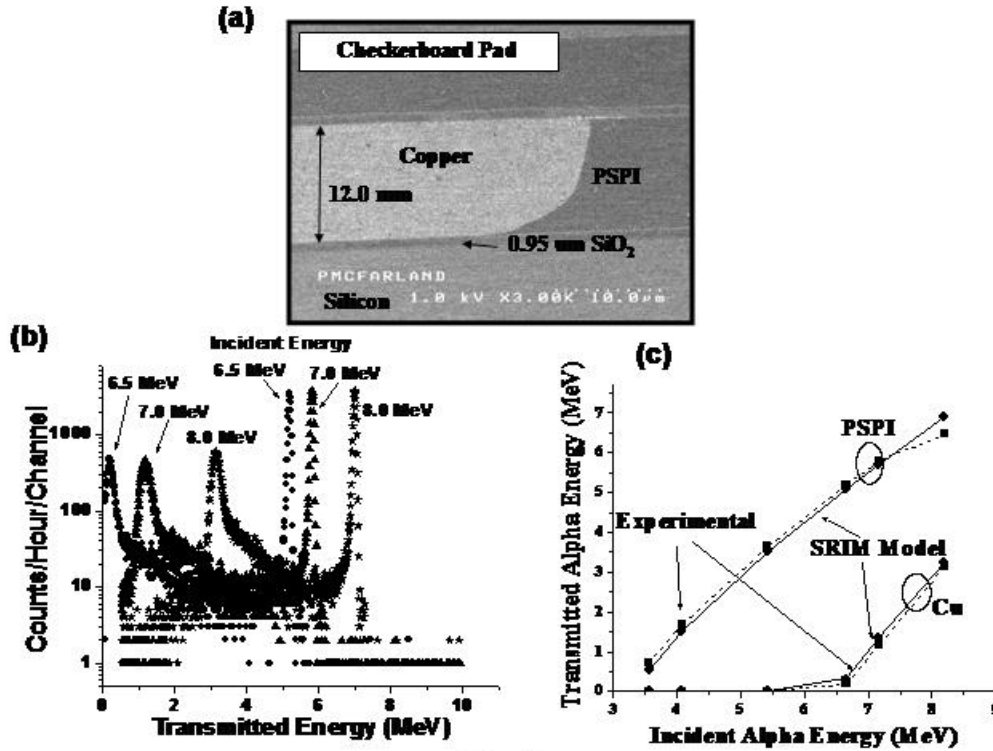 (a)
Checkerboard Pad
Copper
PSPI
12.0 mm
0.95 um SiO₂
PMCFARLAND
Silicon
1.0 kV X3.00K 10.0μm
(b)
Incident Energy
6.5 MeV
7.0 MeV
8.0 MeV
6.5 MeV
7.0 MeV
8.0 MeV
Counts/Hour/Channel
1000
100
10
1
0 2 4 6 8 10
Transmitted Energy (MeV)
(c)
Transmitted Alpha Energy (MeV)
7
6
5
4
3
2
1
0
PSPI
Experimental
SRIM Model
Cu
3 4 5 6 7 8 9
Incident Alpha Energy (MeV)